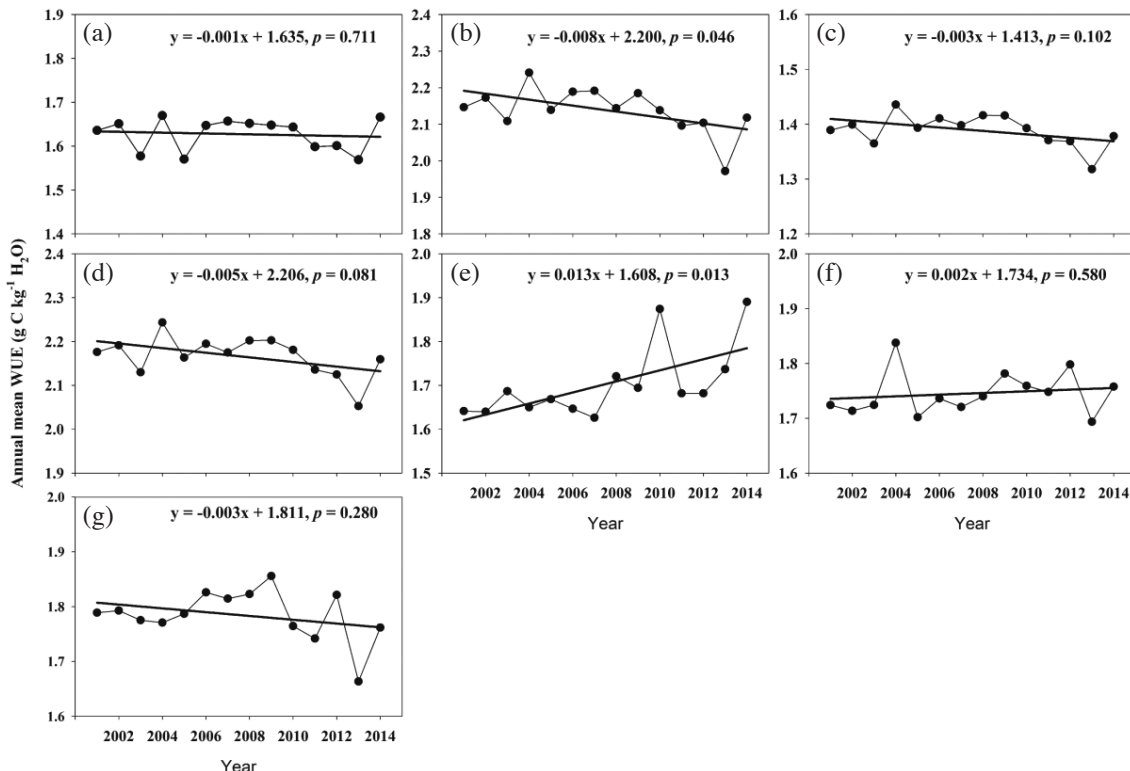 (a)
y = -0.001x + 1.635, p = 0.711
1.9
1.8
1.7
1.6
1.5
1.4
(b)
y = -0.008x + 2.200, p = 0.046
2.4
2.3
2.2
2.1
2.0
1.9
1.8
(c)
y = -0.003x + 1.413, p = 0.102
1.6
1.5
1.4
1.3
1.2
Annual mean WUE (g C kg-1 H2O)
(d)
y = -0.005x + 2.206, p = 0.081
2.4
2.3
2.2
2.1
2.0
1.9
(e)
y = 0.013x + 1.608, p = 0.013
2.0
1.9
1.8
1.7
1.6
1.5
2002 2004 2006 2008 2010 2012 2014
Year
(f)
y = 0.002x + 1.734, p = 0.580
2.0
1.9
1.8
1.7
1.6
2002 2004 2006 2008 2010 2012 2014
Year
(g)
y = -0.003x + 1.811, p = 0.280
2.0
1.9
1.8
1.7
1.6
2002 2004 2006 2008 2010 2012 2014
Year